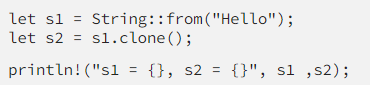 let s1 = String::from("Hello");
let s2 = s1.clone();
println!("s1 = {}, s2 = {}", s1 ,s2);